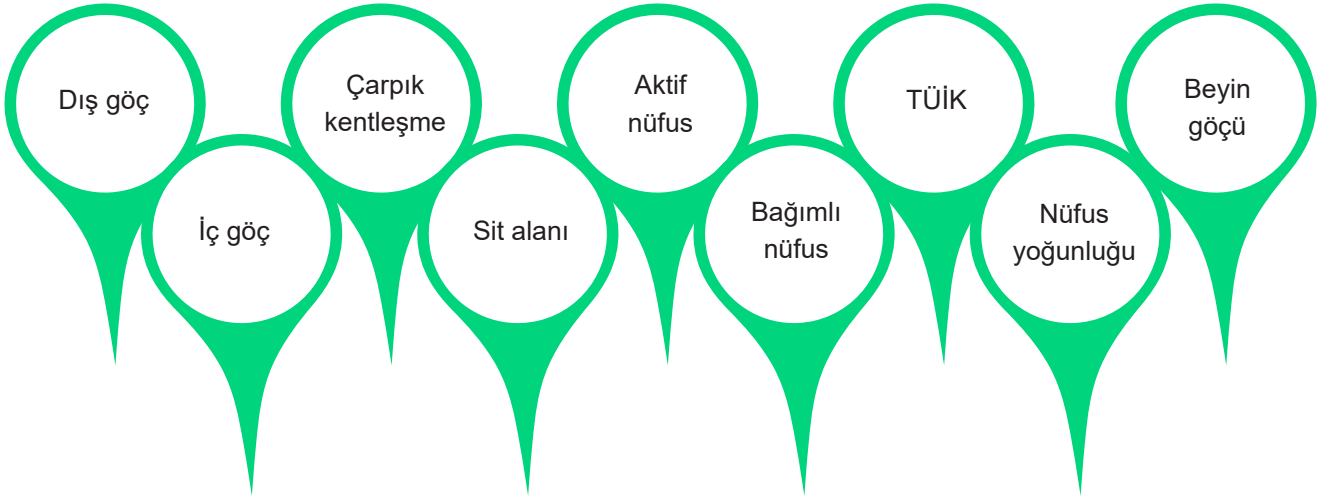 Dış göç
Çarpık
kentleşme
Aktif
nüfus
TÜİK
Beyin
göçü
İç göç
Sit alanı
Bağımlı
nüfus
Nüfus
yoğunluğu